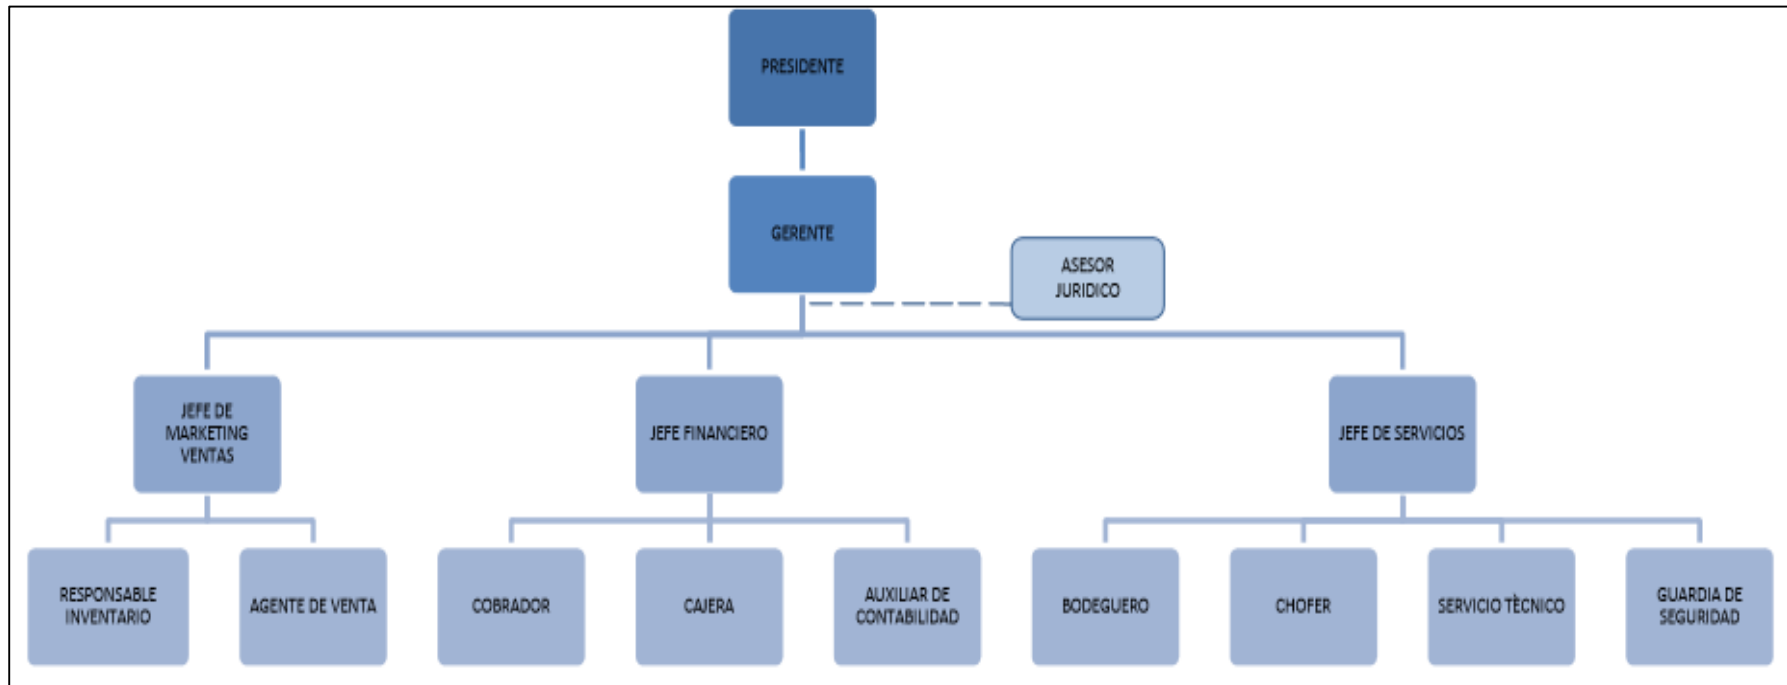 PRESIDENTE
GERENTE
ASESOR
JURIDICO
JEFE DE
MARKETING
VENTAS
JEFE FINANCIERO
JEFE DE SERVICIOS
RESPONSABLE
INVENTARIO
AGENTE DE VENTA
COBRADOR
CAJERA
AUXILIAR DE
CONTABILIDAD
BODEGUERO
CHOFER
SERVICIO TÈCNICO
GUARDIA DE
SEGURIDAD